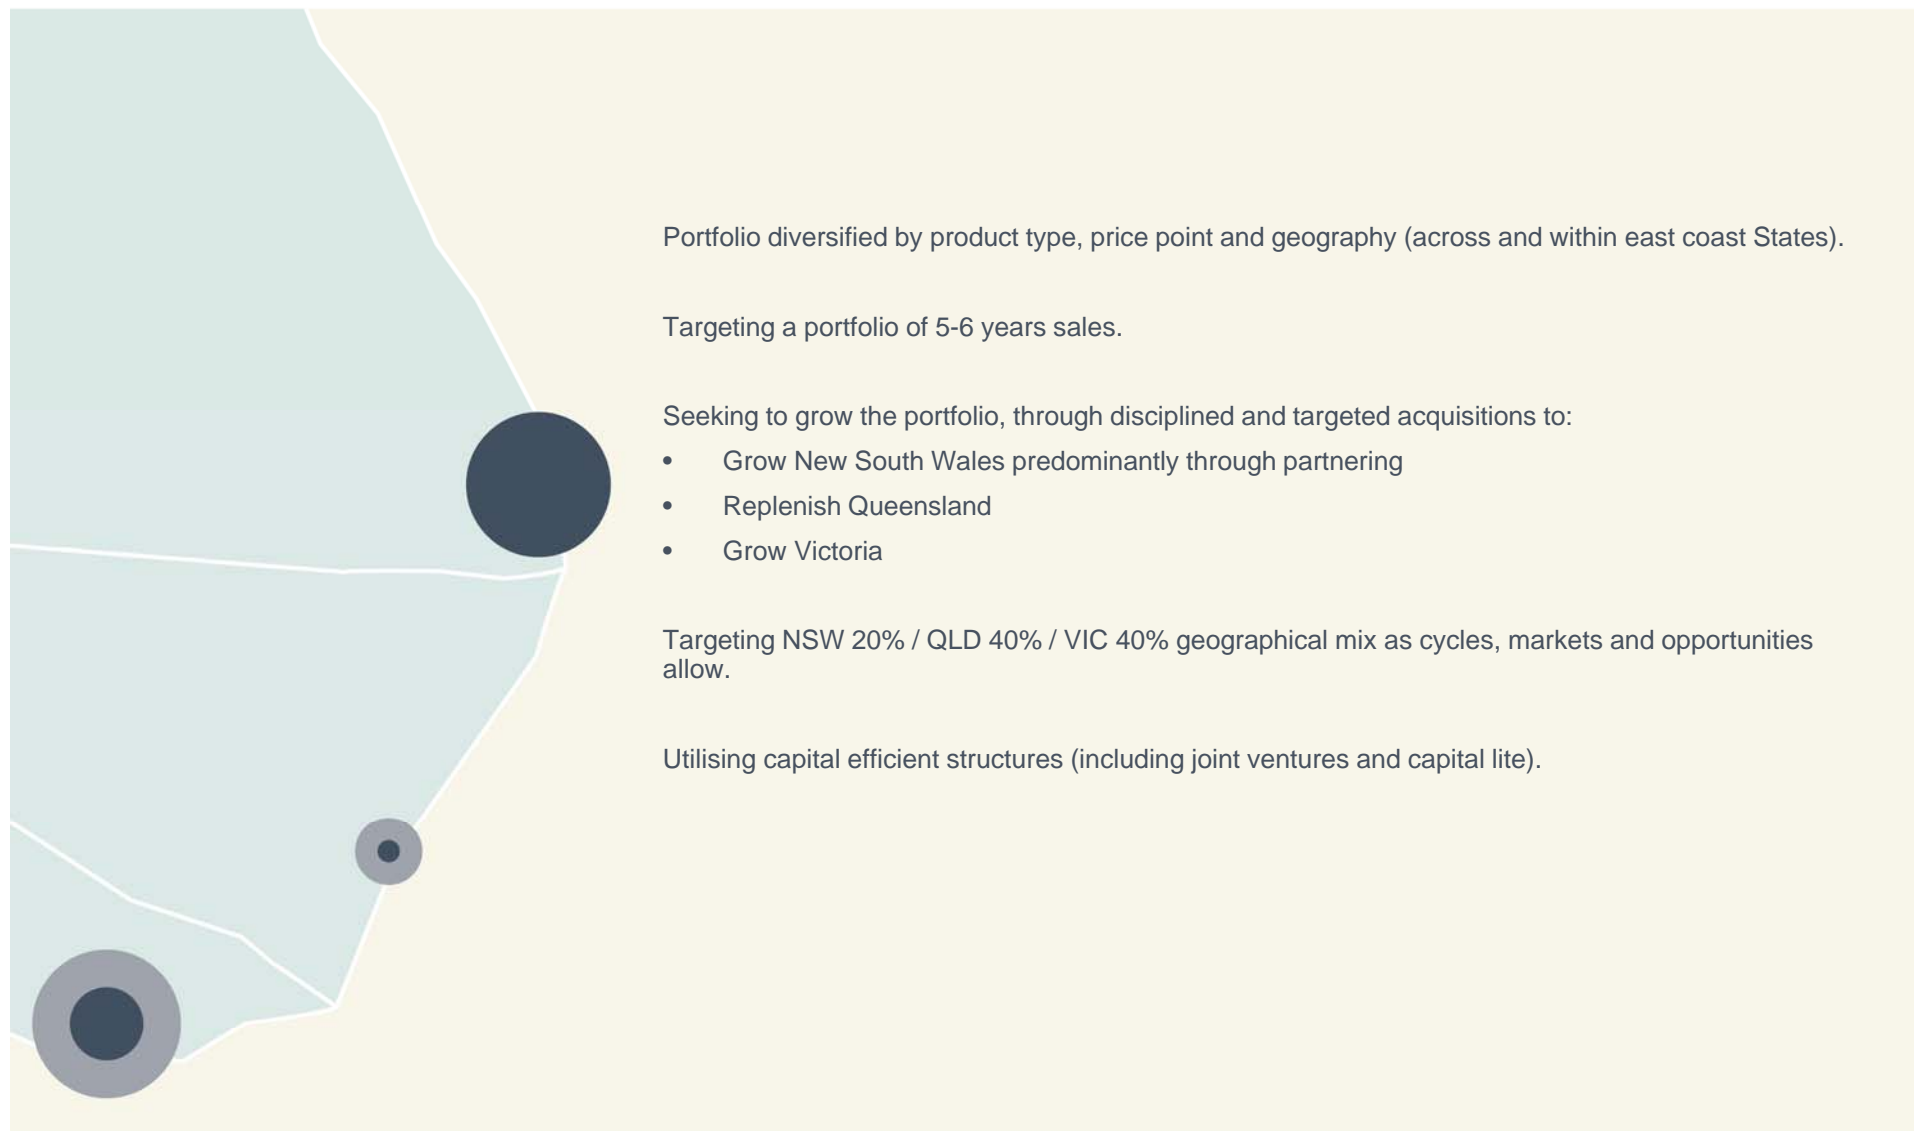 Portfolio diversified by product type, price point and geography (across and within east coast States).
Targeting a portfolio of 5-6 years sales.
Seeking to grow the portfolio, through disciplined and targeted acquisitions to:
• Grow New South Wales predominantly through partnering
• Replenish Queensland
• Grow Victoria
Targeting NSW 20% / QLD 40% / VIC 40% geographical mix as cycles, markets and opportunities
allow.
Utilising capital efficient structures (including joint ventures and capital lite).